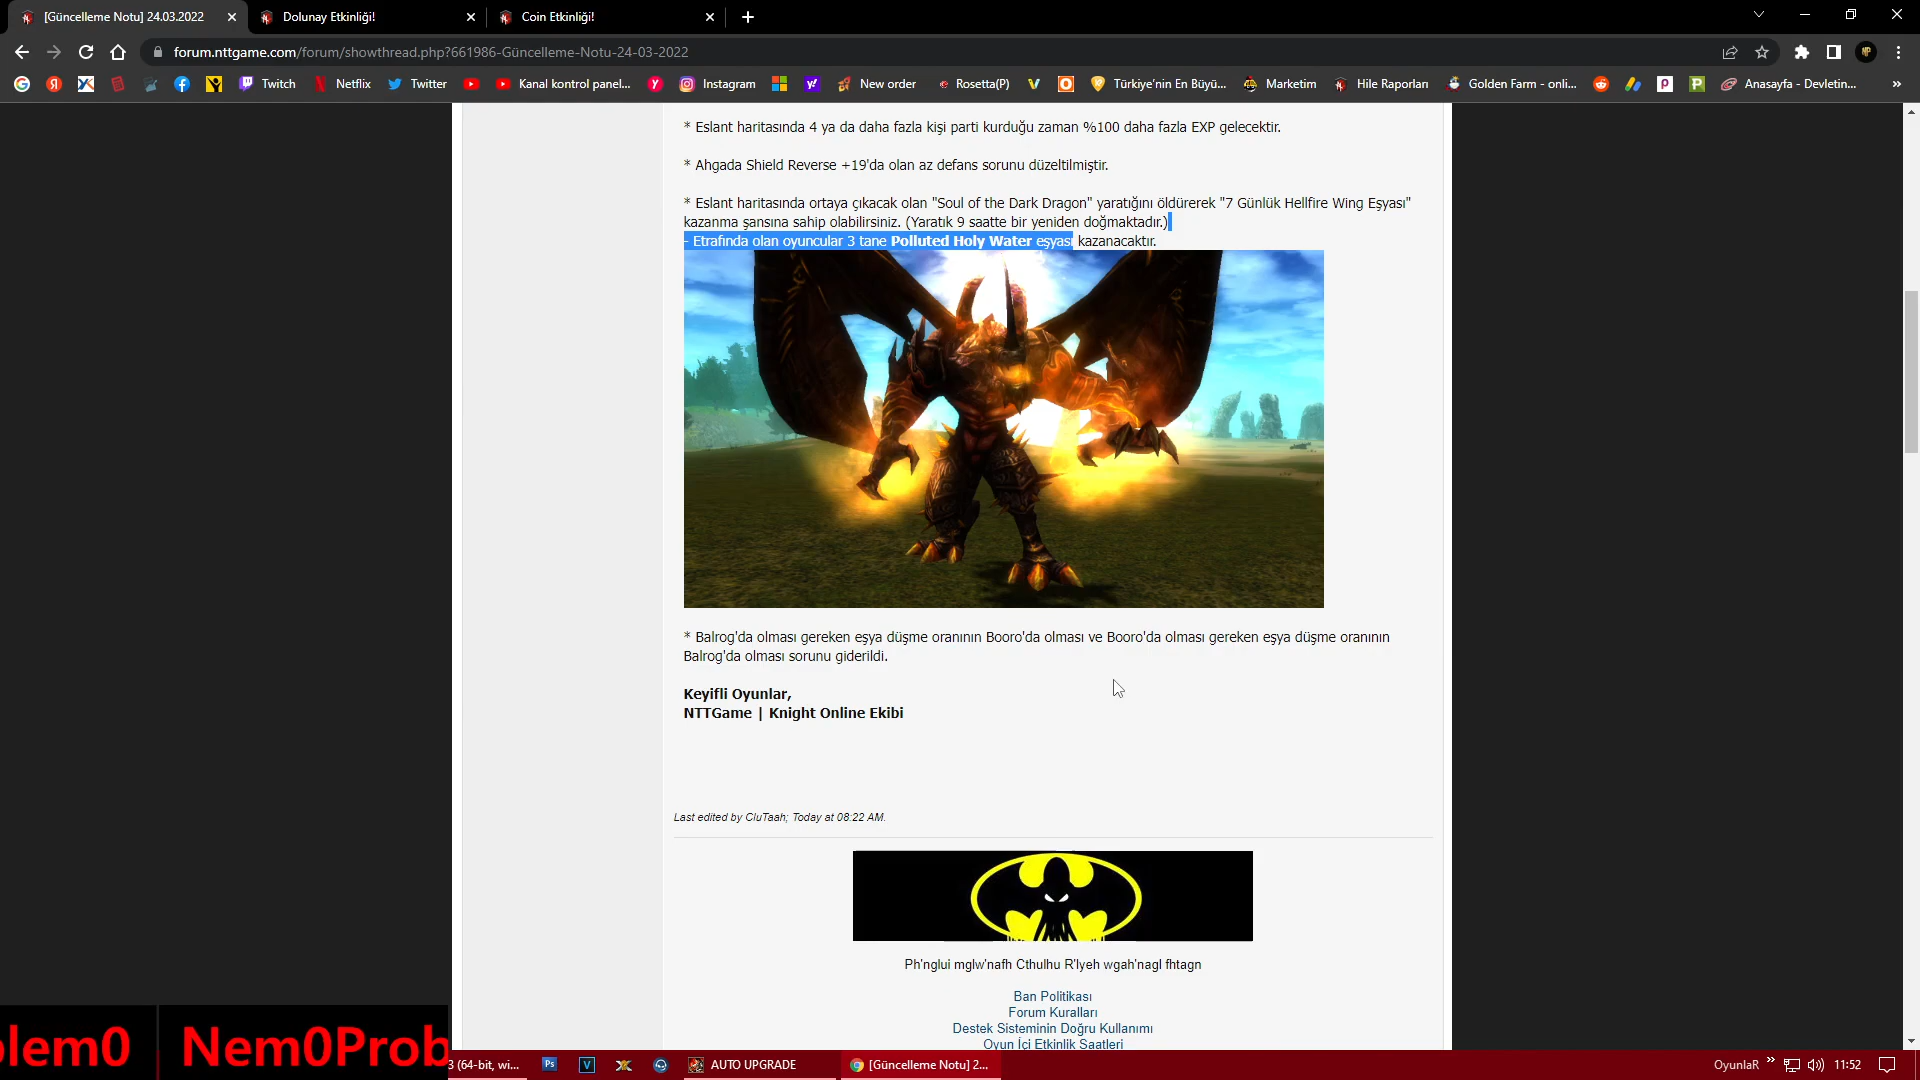 [Güncelleme Notu] 24.03.2022
Dolunay Etkinliği!
Coin Etkinliği!
forum.nttgame.com/forum/showthread.php?661986-Güncelleme-Notu-24-03-2022
Twitch
Netflix
Twitter
Kanal kontrol panel...
Instagram
New order
Rosetta(P)
Türkiye'nin En Büyü...
Marketim
Hile Raporları
Golden Farm - onli...
Anasayfa - Devletin...
* Eslant haritasında 4 ya da daha fazla kişi parti kurduğu zaman %100 daha fazla EXP gelecektir.
* Ahgada Shield Reverse +19'da olan az defans sorunu düzeltilmiştir.
* Eslant haritasında ortaya çıkacak olan "Soul of the Dark Dragon" yaratığını öldürerek "7 Günlük Hellfire Wing Eşyası"
kazanma şansına sahip olabilirsiniz. (Yaratık 9 saatte bir yeniden doğmaktadır.)
- Etrafında olan oyuncular 3 tane Polluted Holy Water eşyası kazanacaktır.
* Balrog'da olması gereken eşya düşme oranının Booro'da olması ve Booro'da olması gereken eşya düşme oranının
Balrog'da olması sorunu giderildi.
Keyifli Oyunlar,
NTTGame | Knight Online Ekibi
Last edited by CluTaah; Today at 08:22 AM.
Ph'nglui mglw'nafh Cthulhu R'lyeh wgah'nagl fhtagn
Ban Politikası
Forum Kuralları
Destek Sisteminin Doğru Kullanımı
Oyun İçi Etkinlik Saatleri
lem0 Nem0Prob
3 (64-bit, wi...
Ps
V
AUTO UPGRADE
[Güncelleme Notu] 2...
OyunlaR
11:52